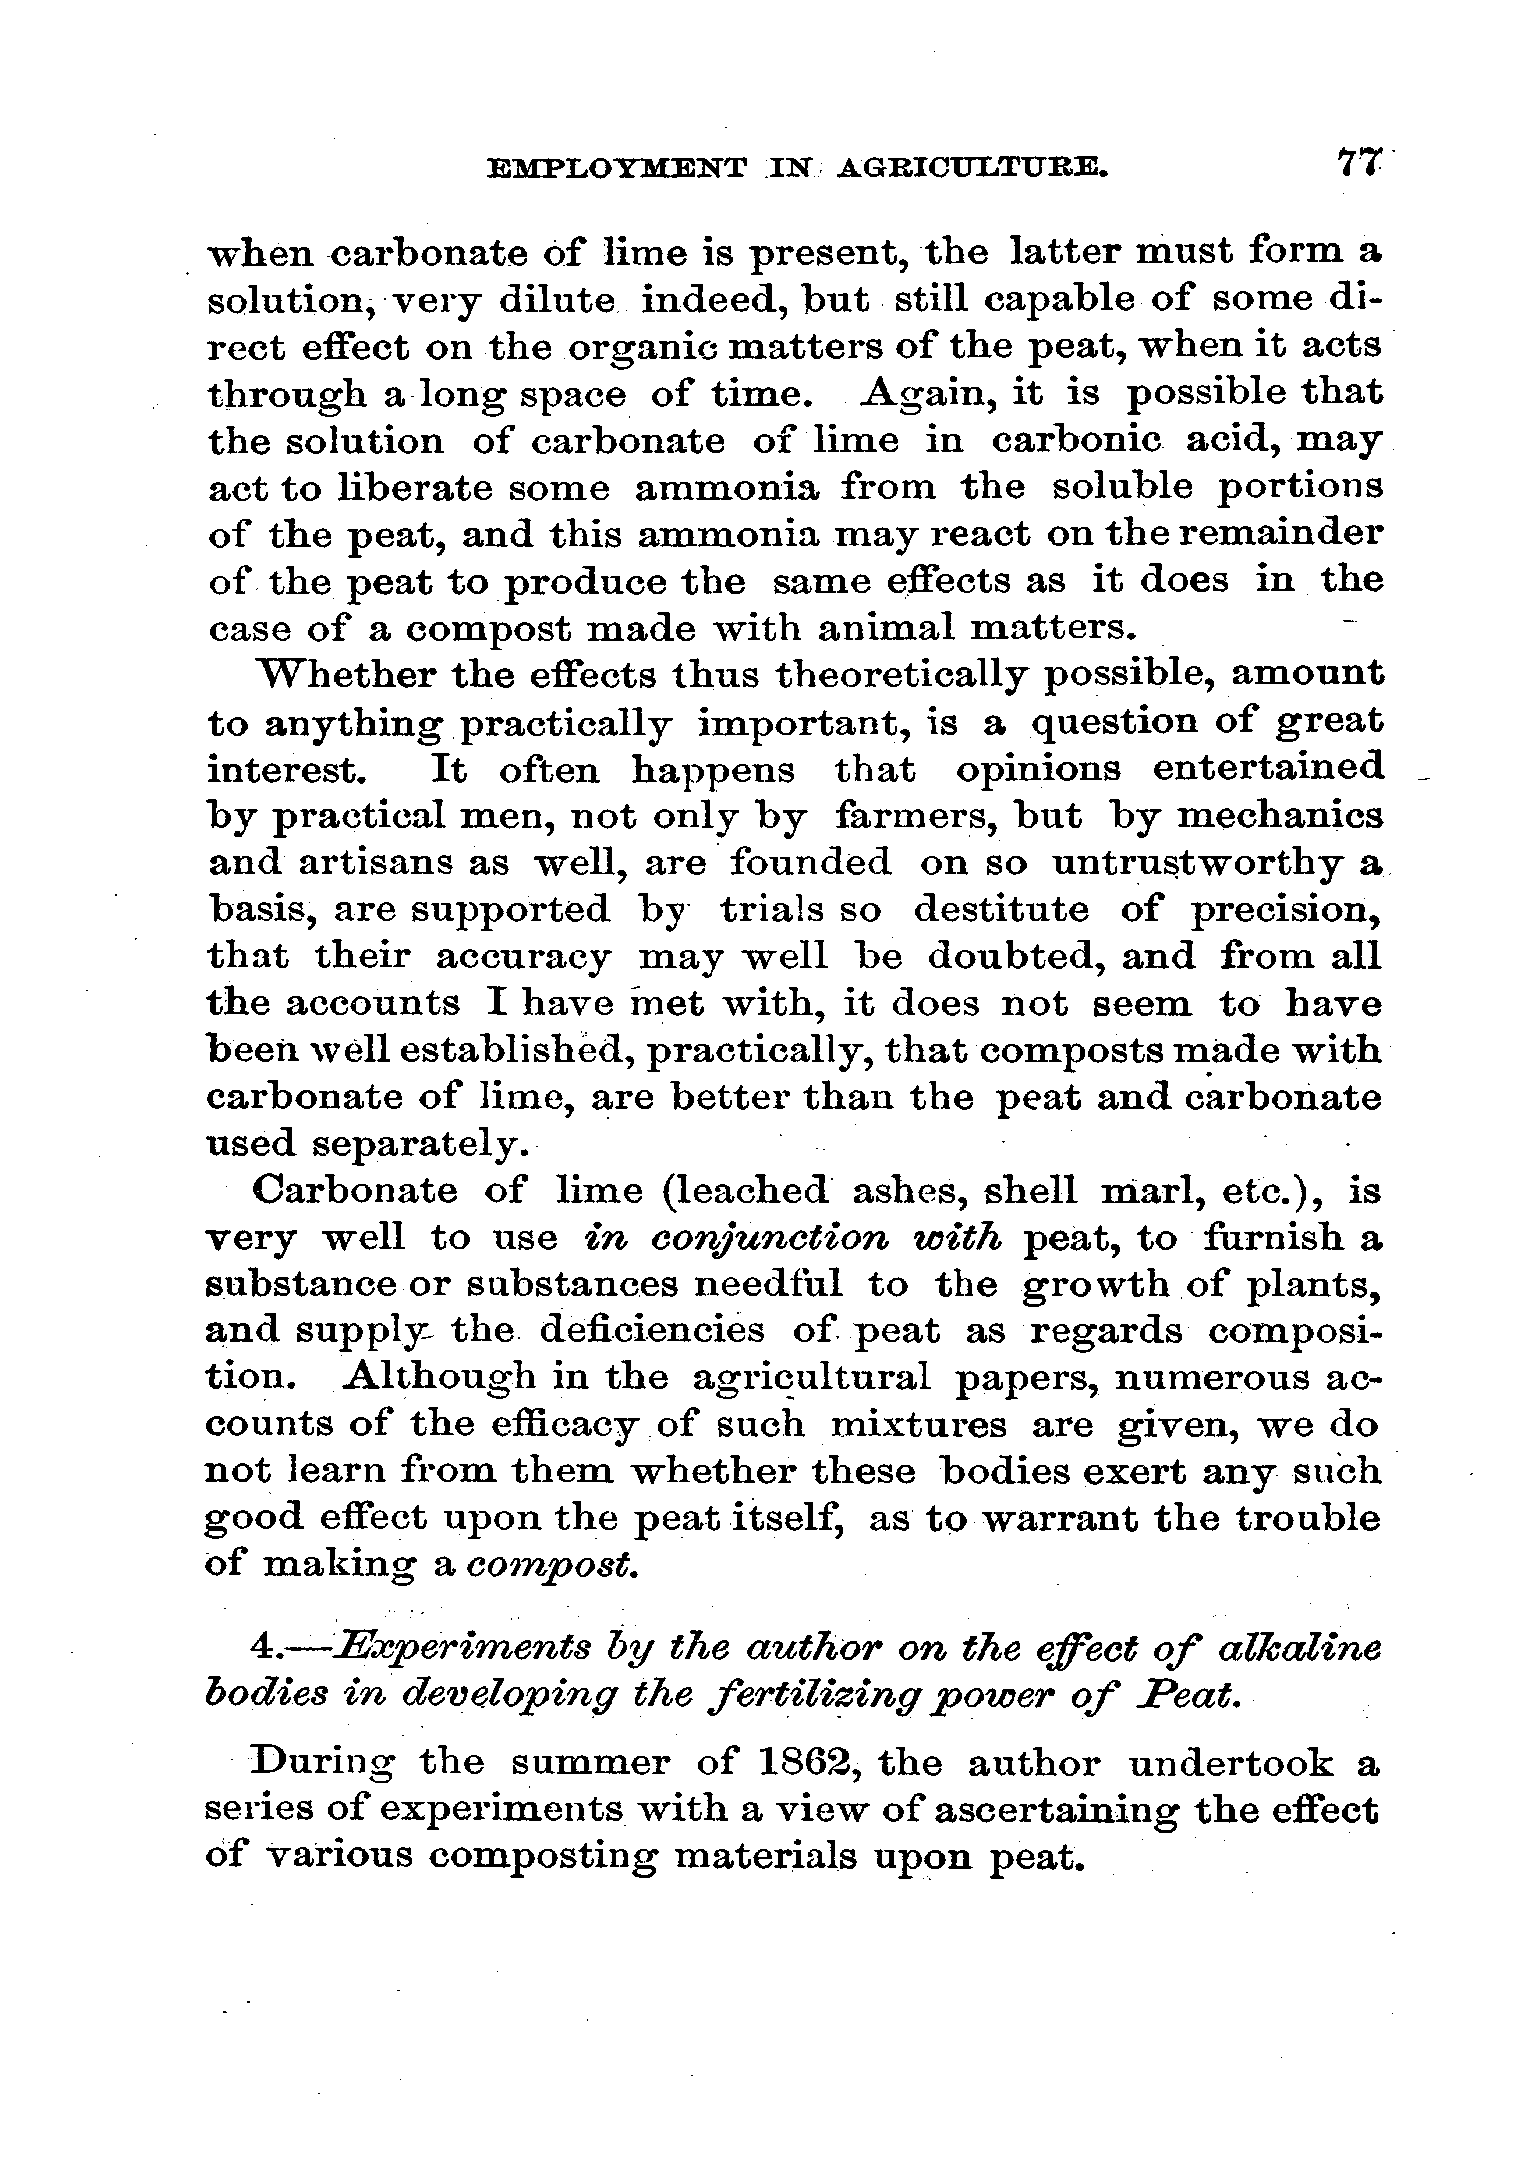 EMPLOYMENT IN AGRICULTURE. 77
when carbonate of lime is present, the latter must form a
solution, very dilute indeed, but still capable of some di-
rect effect on the organic matters of the peat, when it acts
through a long space of time. Again, it is possible that
the solution of carbonate of lime in carbonic acid, may
act to liberate some ammonia from the soluble portions
of the peat, and this ammonia may react on the remainder
of the peat to produce the same effects as it does in the
case of a compost made with animal matters.
Whether the effects thus theoretically possible, amount
to anything practically important, is a question of great
interest. It often happens that opinions entertained
by practical men, not only by farmers, but by mechanics
and artisans as well, are founded on so untrustworthy a
basis, are supported by trials so destitute of precision,
that their accuracy may well be doubted, and from all
the accounts I have met with, it does not seem to have
been well established, practically, that composts made with
carbonate of lime, are better than the peat and carbonate
used separately.
Carbonate of lime (leached ashes, shell marl, etc.), is
very well to use in conjunction with peat, to furnish a
substance or substances needful to the growth of plants,
and supply the deficiencies of peat as regards composi-
tion. Although in the agricultural papers, numerous ac-
counts of the efficacy of such mixtures are given, we do
not learn from them whether these bodies exert any such
good effect upon the peat itself, as to warrant the trouble
of making a compost.
4.—Experiments by the author on the effect of alkaline
bodies in developing the fertilizing power of Peat.
During the summer of 1862, the author undertook a
series of experiments with a view of ascertaining the effect
of various composting materials upon peat.